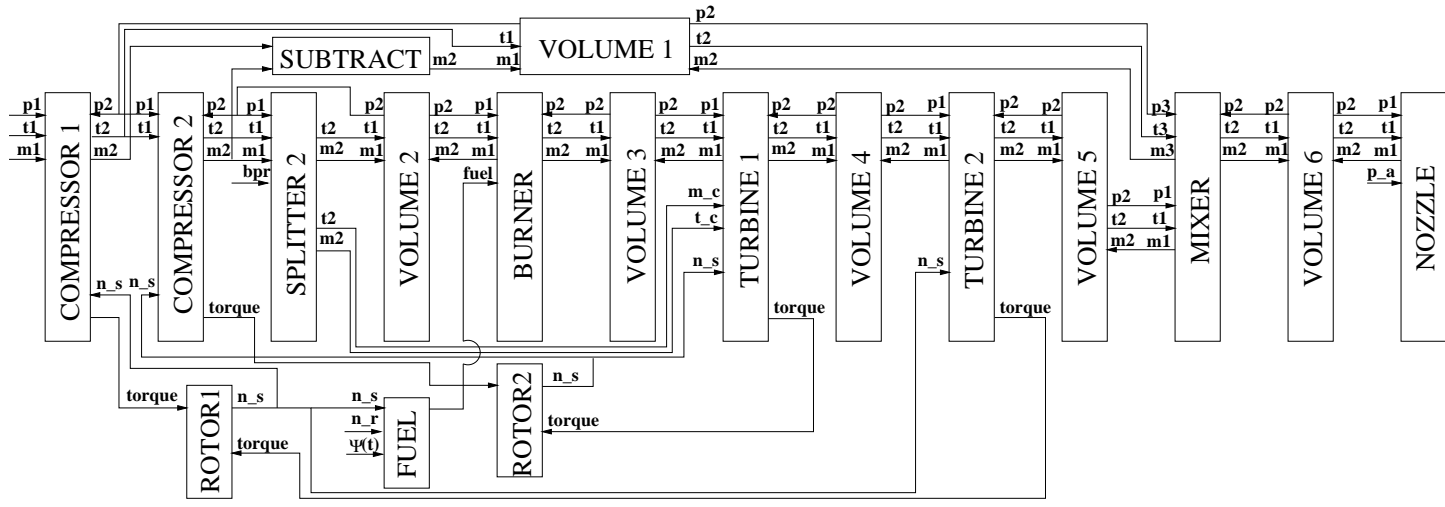 p2
t1 VOLUME 1 t2
SUBTRACT m2 m1 m2
p1 p2 p1 p2 p1 p2 p2 p1 p2 p2 p2 p1 p2 p2 p2 p1 p2 p2 p3 p2 p2 p2 p1
t1 t2 t1 t2 t1 t2 t1 t2 t1 t2 t1 t2 t1 t2 t1 t2 t1 t2 t1 t3 t2 t1 t2 t1
m1 m2 m2 m1 m2 m1 m2 m1 m2 m1 m2 m1 m2 m1 m2 m1 m2 m1 m3 m2 m1 m2 m1
bpr fuel p_a
COMPRESSOR 1
COMPRESSOR 2
SPLITTER 2
VOLUME 2
BURNER
VOLUME 3
TURBINE 1
VOLUME 4
TURBINE 2
VOLUME 5
MIXER
VOLUME 6
NOZZLE
m_c p2 p1
t2 t_c t2 t1
m2 m2 m1
n_s n_s n_s n_s
torque torque torque
torque ROTOR1 n_s n_s FUEL ROTOR2 n_s
n_r
torque Ψ(t) torque